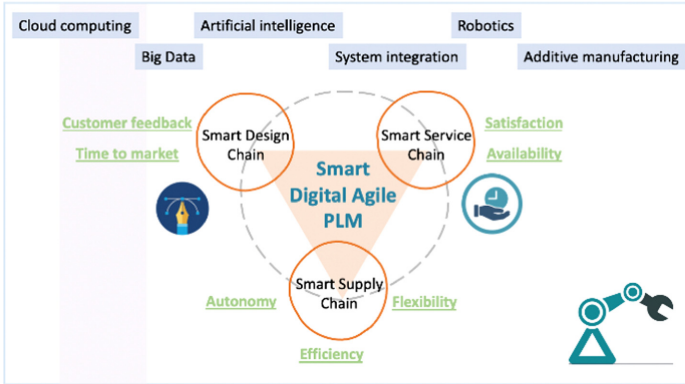 Cloud computing
Artificial intelligence
Robotics
Big Data
System integration
Additive manufacturing
Customer feedback
Time to market
Smart Design
Chain
Smart Service
Chain
Satisfaction
Availability
Smart
Digital Agile
PLM
Smart Supply
Chain
Autonomy
Flexibility
Efficiency